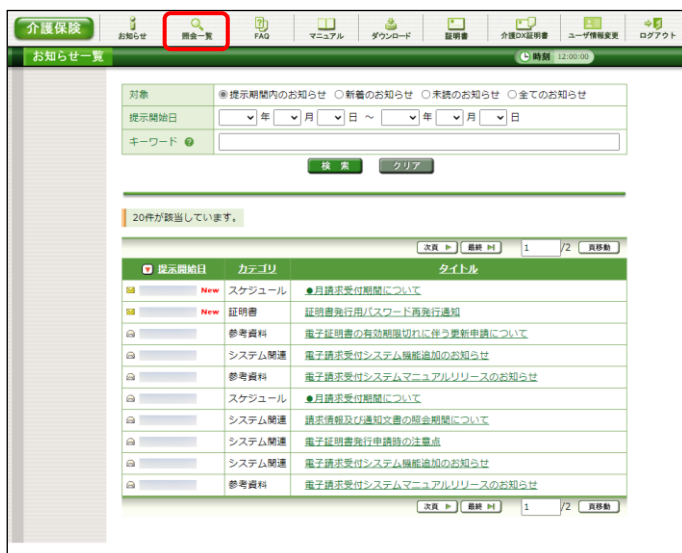 介護保険
お知らせ 照会一覧 FAQ マニュアル ダウンロード 証明書 介護DX証明書 ユーザ情報変更 ログアウト
お知らせ一覧 時刻 12:00:00
対象 提示期間内のお知らせ 新着のお知らせ 未読のお知らせ 全てのお知らせ
提示開始日 年 月 日 ～ 年 月 日
キーワード ?
検索 クリア
20件が該当しています。
次頁 最終 1 /2 頁移動
提示開始日 カテゴリ タイトル
New スケジュール ●月請求受付期間について
New 証明書 証明書発行用パスワード再発行通知
参考資料 電子証明書の有効期限切れに伴う更新申請について
システム関連 電子請求受付システム機能追加のお知らせ
参考資料 電子請求受付システムマニュアルリリースのお知らせ
スケジュール ●月請求受付期間について
システム関連 請求情報及び通知文書の照会期間について
システム関連 電子証明書発行申請時の注意点
システム関連 電子請求受付システム機能追加のお知らせ
参考資料 電子請求受付システムマニュアルリリースのお知らせ
次頁 最終 1 /2 頁移動